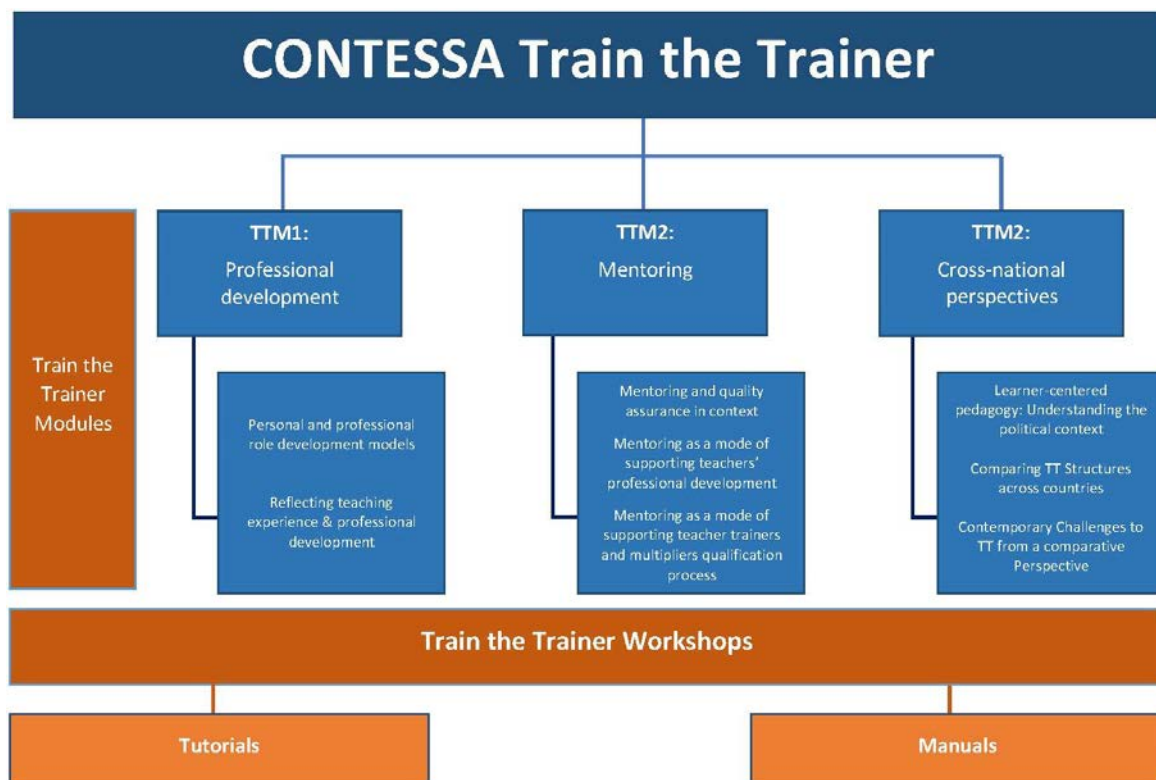 CONTESSA Train the Trainer
Train the
Trainer
Modules
TTM1:
Professional
development
TTM2:
Mentoring
TTM2:
Cross-national
perspectives
Personal and professional
role development models
Reflecting teaching
experience & professional
development
Mentoring and quality
assurance in context
Mentoring as a mode of
supporting teachers’
professional development
Mentoring as a mode of
supporting teacher trainers
and multipliers qualification
process
Learner-centered
pedagogy: Understanding the
political context
Comparing TT Structures
across countries
Contemporary Challenges to
TT from a comparative
Perspective
Train the Trainer Workshops
Tutorials
Manuals